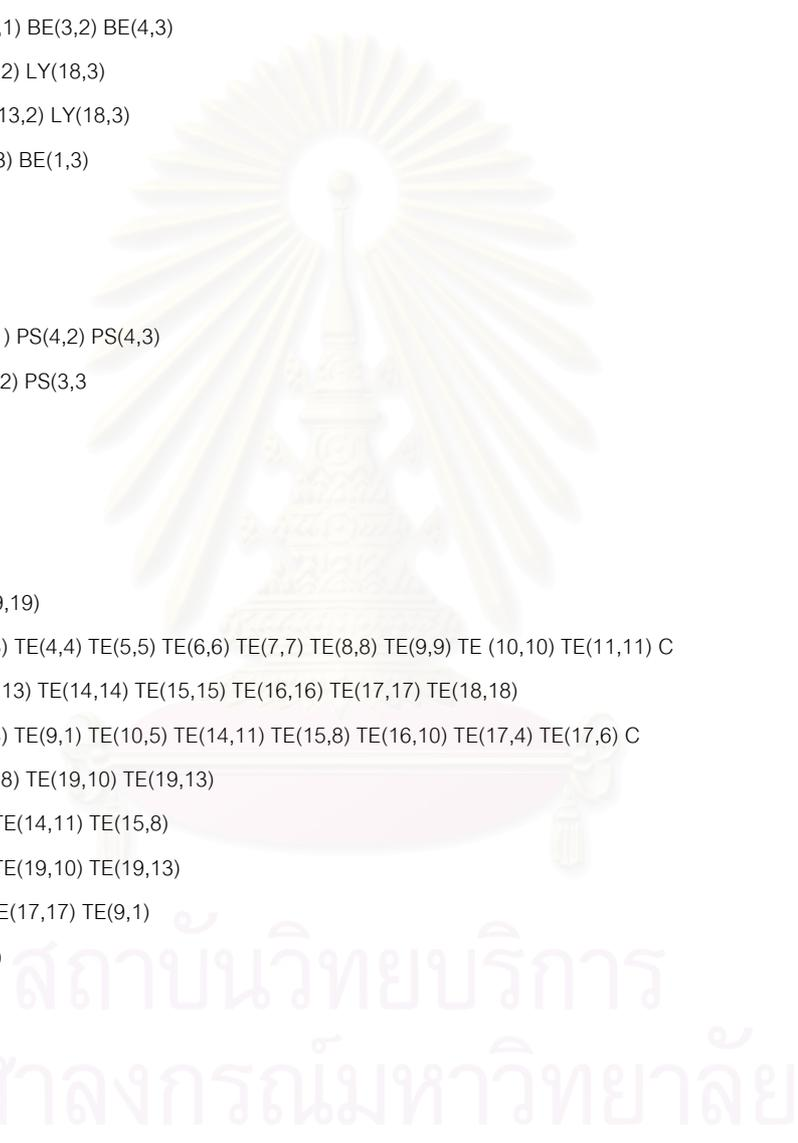 ,1) BE(3,2) BE(4,3)
2) LY(18,3)
13,2) LY(18,3)
3) BE(1,3)
) PS(4,2) PS(4,3)
2) PS(3,3
9,19)
) TE(4,4) TE(5,5) TE(6,6) TE(7,7) TE(8,8) TE(9,9) TE (10,10) TE(11,11) C
13) TE(14,14) TE(15,15) TE(16,16) TE(17,17) TE(18,18)
) TE(9,1) TE(10,5) TE(14,11) TE(15,8) TE(16,10) TE(17,4) TE(17,6) C
8) TE(19,10) TE(19,13)
TE(14,11) TE(15,8)
TE(19,10) TE(19,13)
E(17,17) TE(9,1)
)
สถาบันวิทยบริการ
ฬาลงกรณ์มหาวิทยาลัย